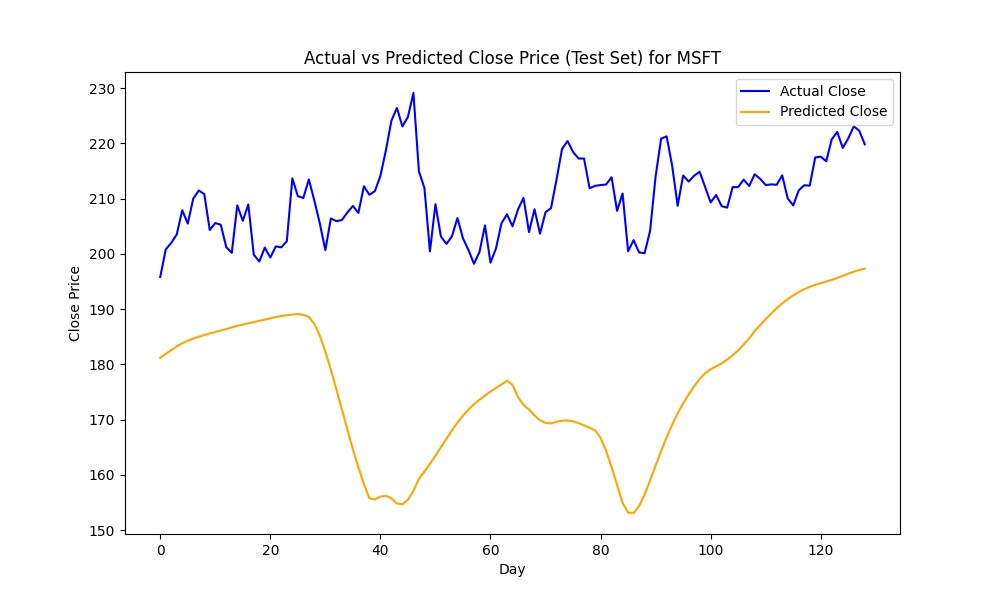 Actual vs Predicted Close Price (Test Set) for MSFT
Actual Close
Predicted Close
Close Price
230
220
210
200
190
180
170
160
150
0 20 40 60 80 100 120
Day